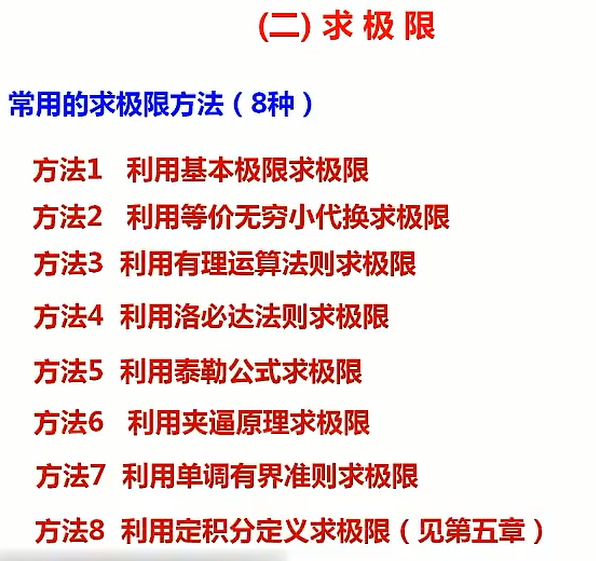 (二) 求 极 限
常用的求极限方法（8种）
方法1 利用基本极限求极限
方法2 利用等价无穷小代换求极限
方法3 利用有理运算法则求极限
方法4 利用洛必达法则求极限
方法5 利用泰勒公式求极限
方法6 利用夹逼原理求极限
方法7 利用单调有界准则求极限
方法8 利用定积分定义求极限（见第五章）